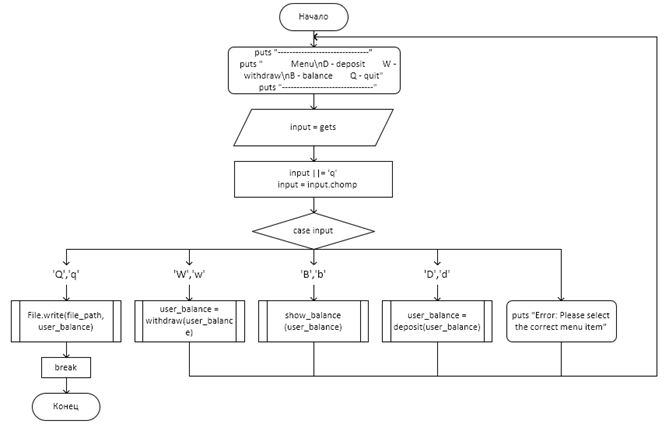 Начало
puts "-------------------------------"
puts "          Menu\nD - deposit      W -
withdraw\nB - balance      Q - quit"
puts "-------------------------------"
input = gets
input ||= 'q'
input = input.chomp
case input
'Q','q'
'W','w'
'B','b'
'D','d'
File.write(file_path,
user_balance)
user_balance =
withdraw(user_balanc
e)
show_balance
(user_balance)
user_balance =
deposit(user_balance)
puts "Error: Please select
the correct menu item"
break
Конец